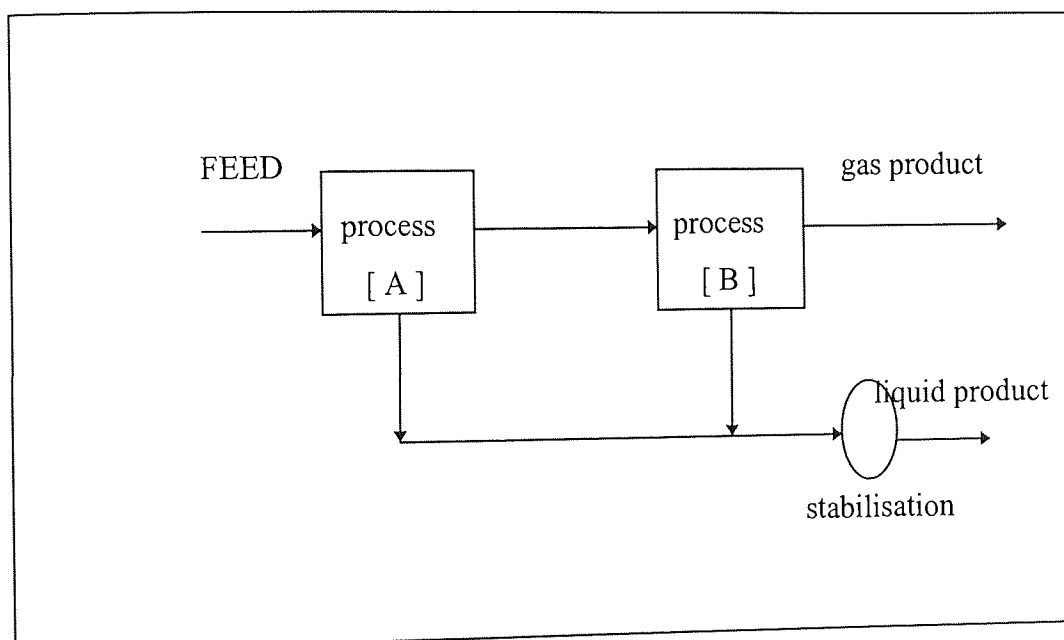 FEED
gas product
process
[ A ]
process
[ B ]
liquid product
stabilisation